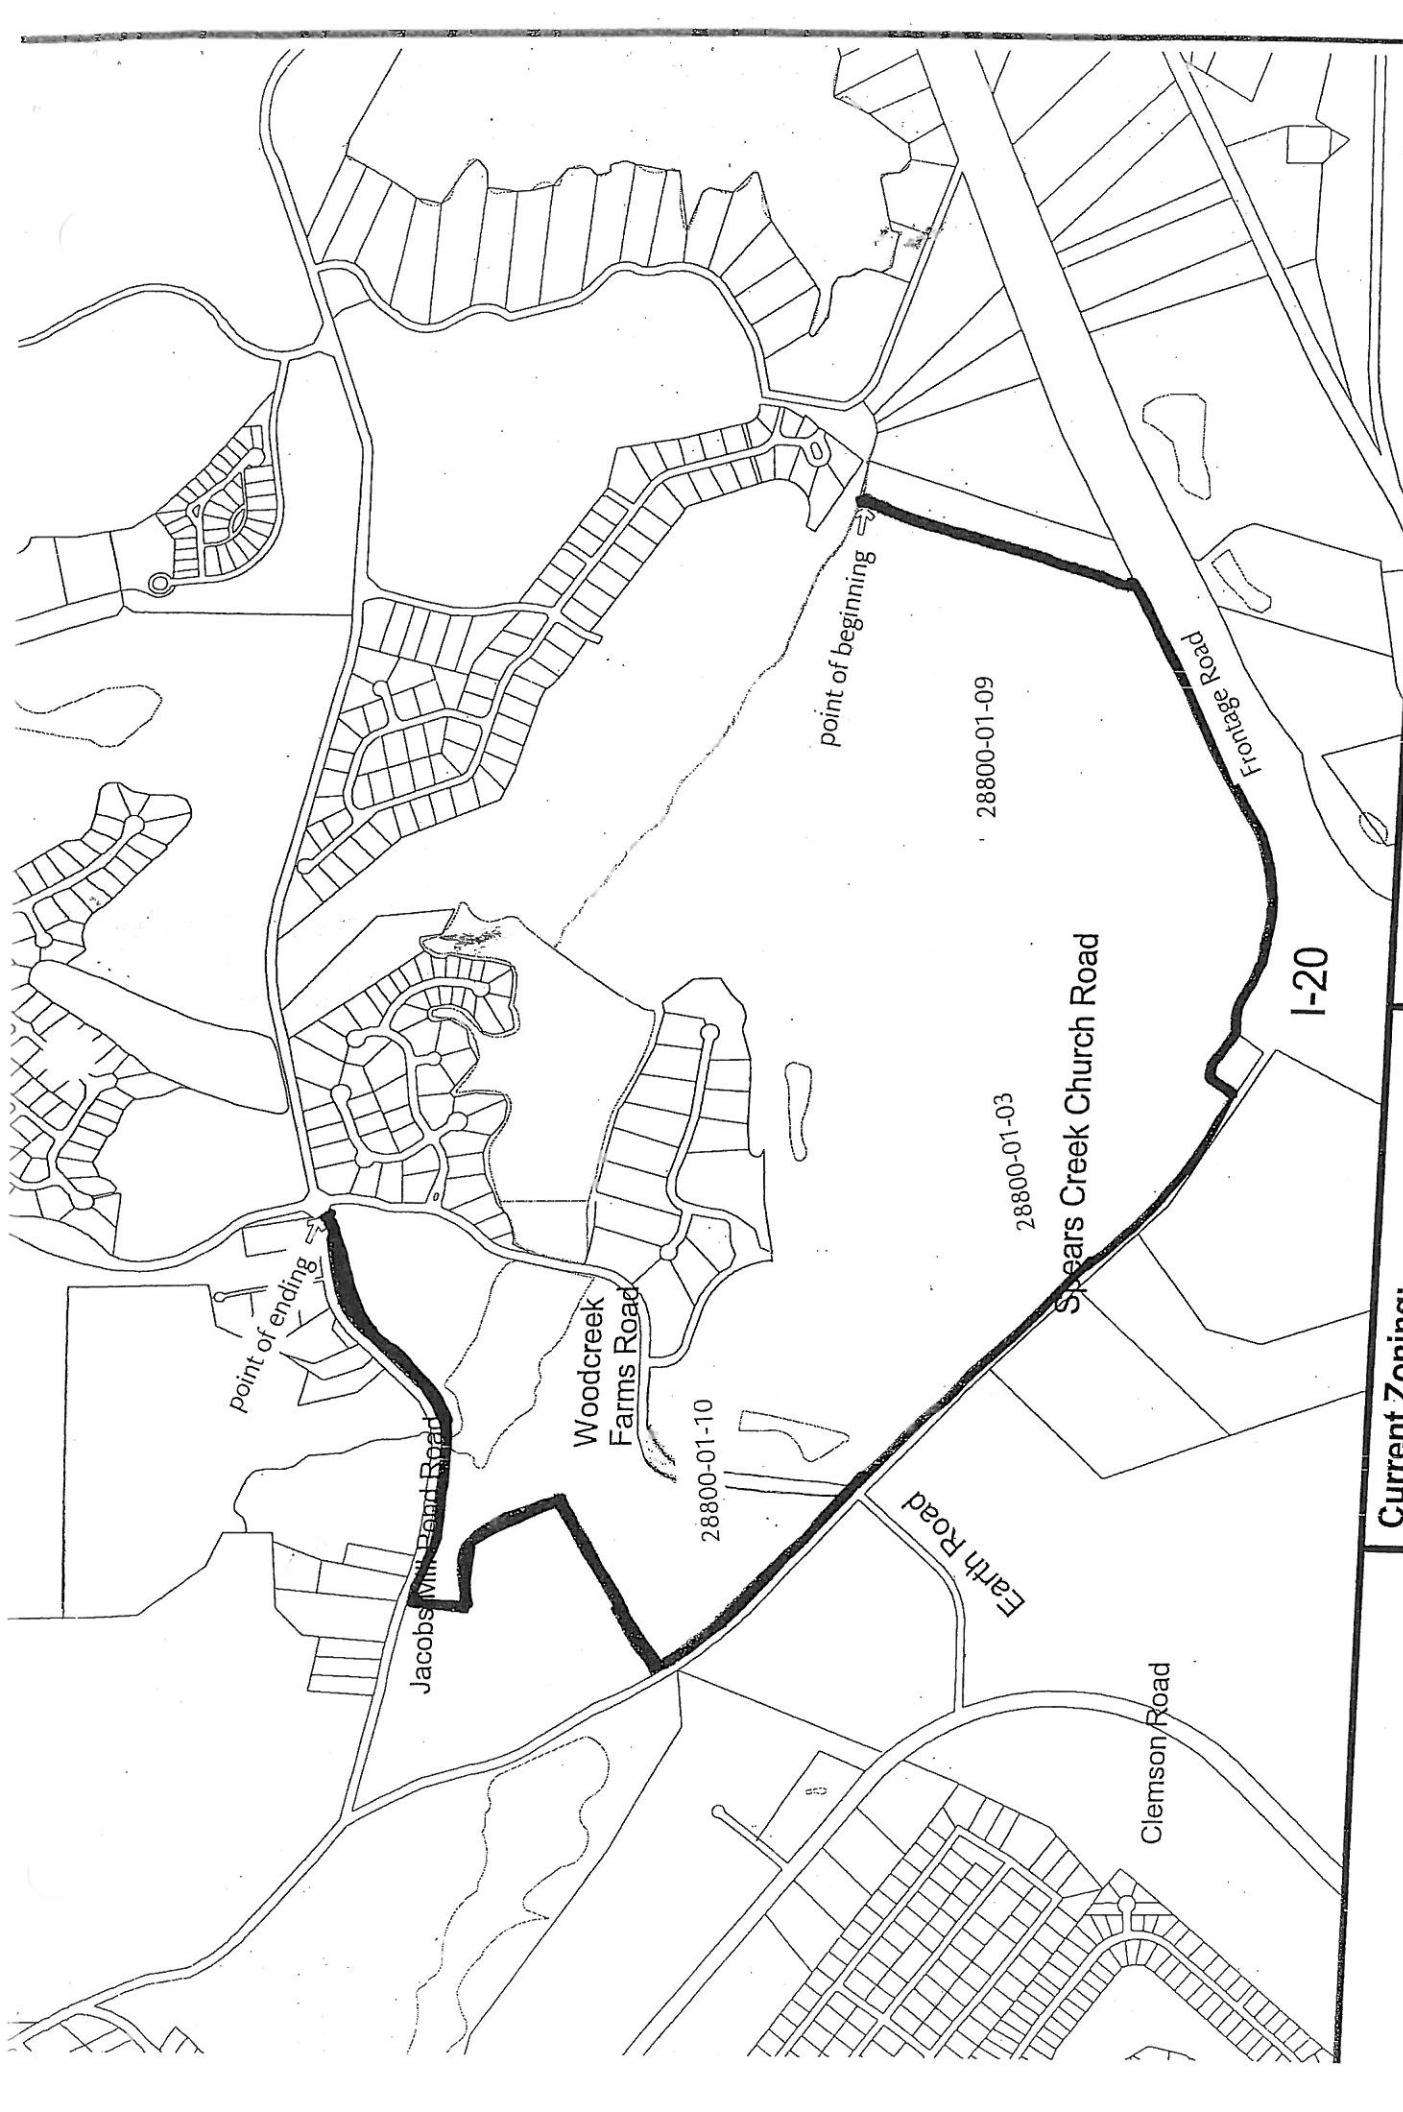 point of ending
Jacobs Mill Pond Road
Woodcreek
Farms Road
28800-01-10
point of beginning
28800-01-09
28800-01-03
Spears Creek Church Road
Frontage Road
I-20
Earth Road
Clemson Road
Current Zoning: